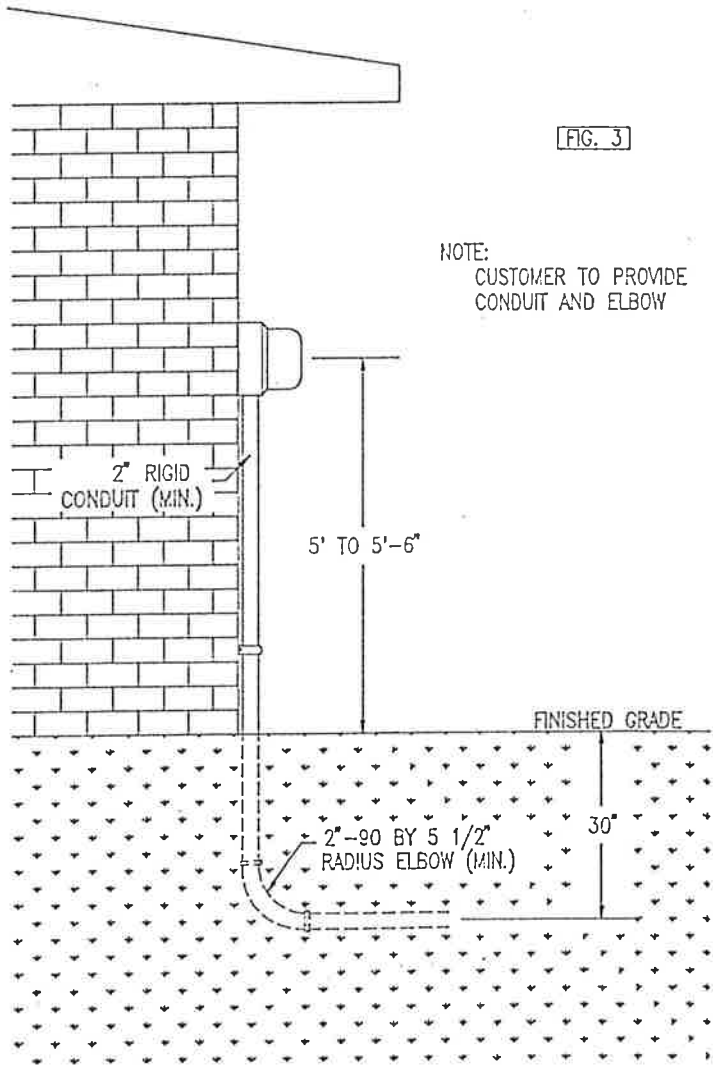 FIG. 3
NOTE:
CUSTOMER TO PROVIDE
CONDUIT AND ELBOW
2" RIGID
CONDUIT (MIN.)
5' TO 5'-6"
FINISHED GRADE
30"
2"-90 BY 5 1/2"
RADIUS ELBOW (MIN.)